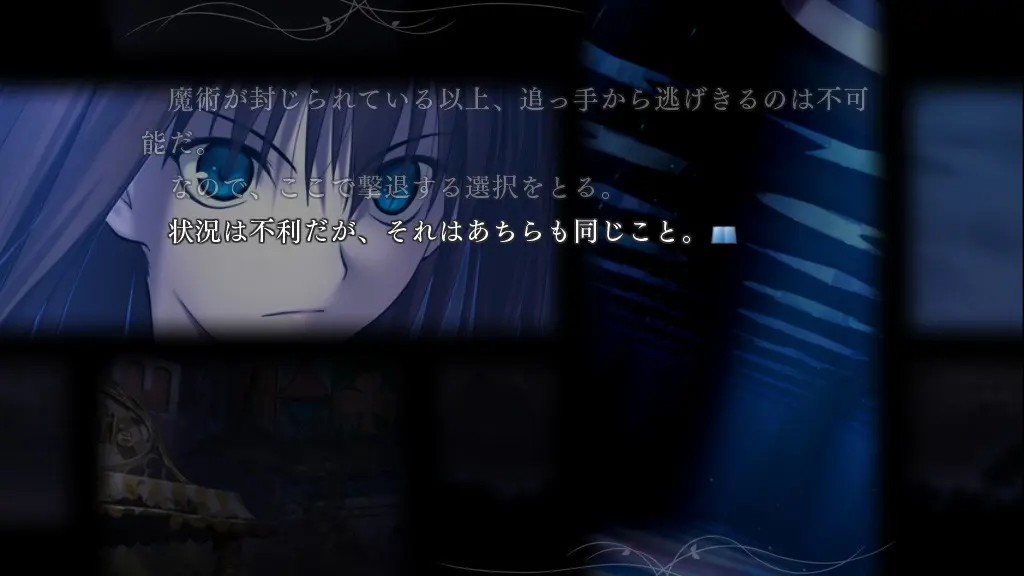 魔術が封じられている以上、追っ手から逃げきるのは不可
能だ。
なので、ここで撃退する選択をとる。
状況は不利だが、それはあちらも同じこと。